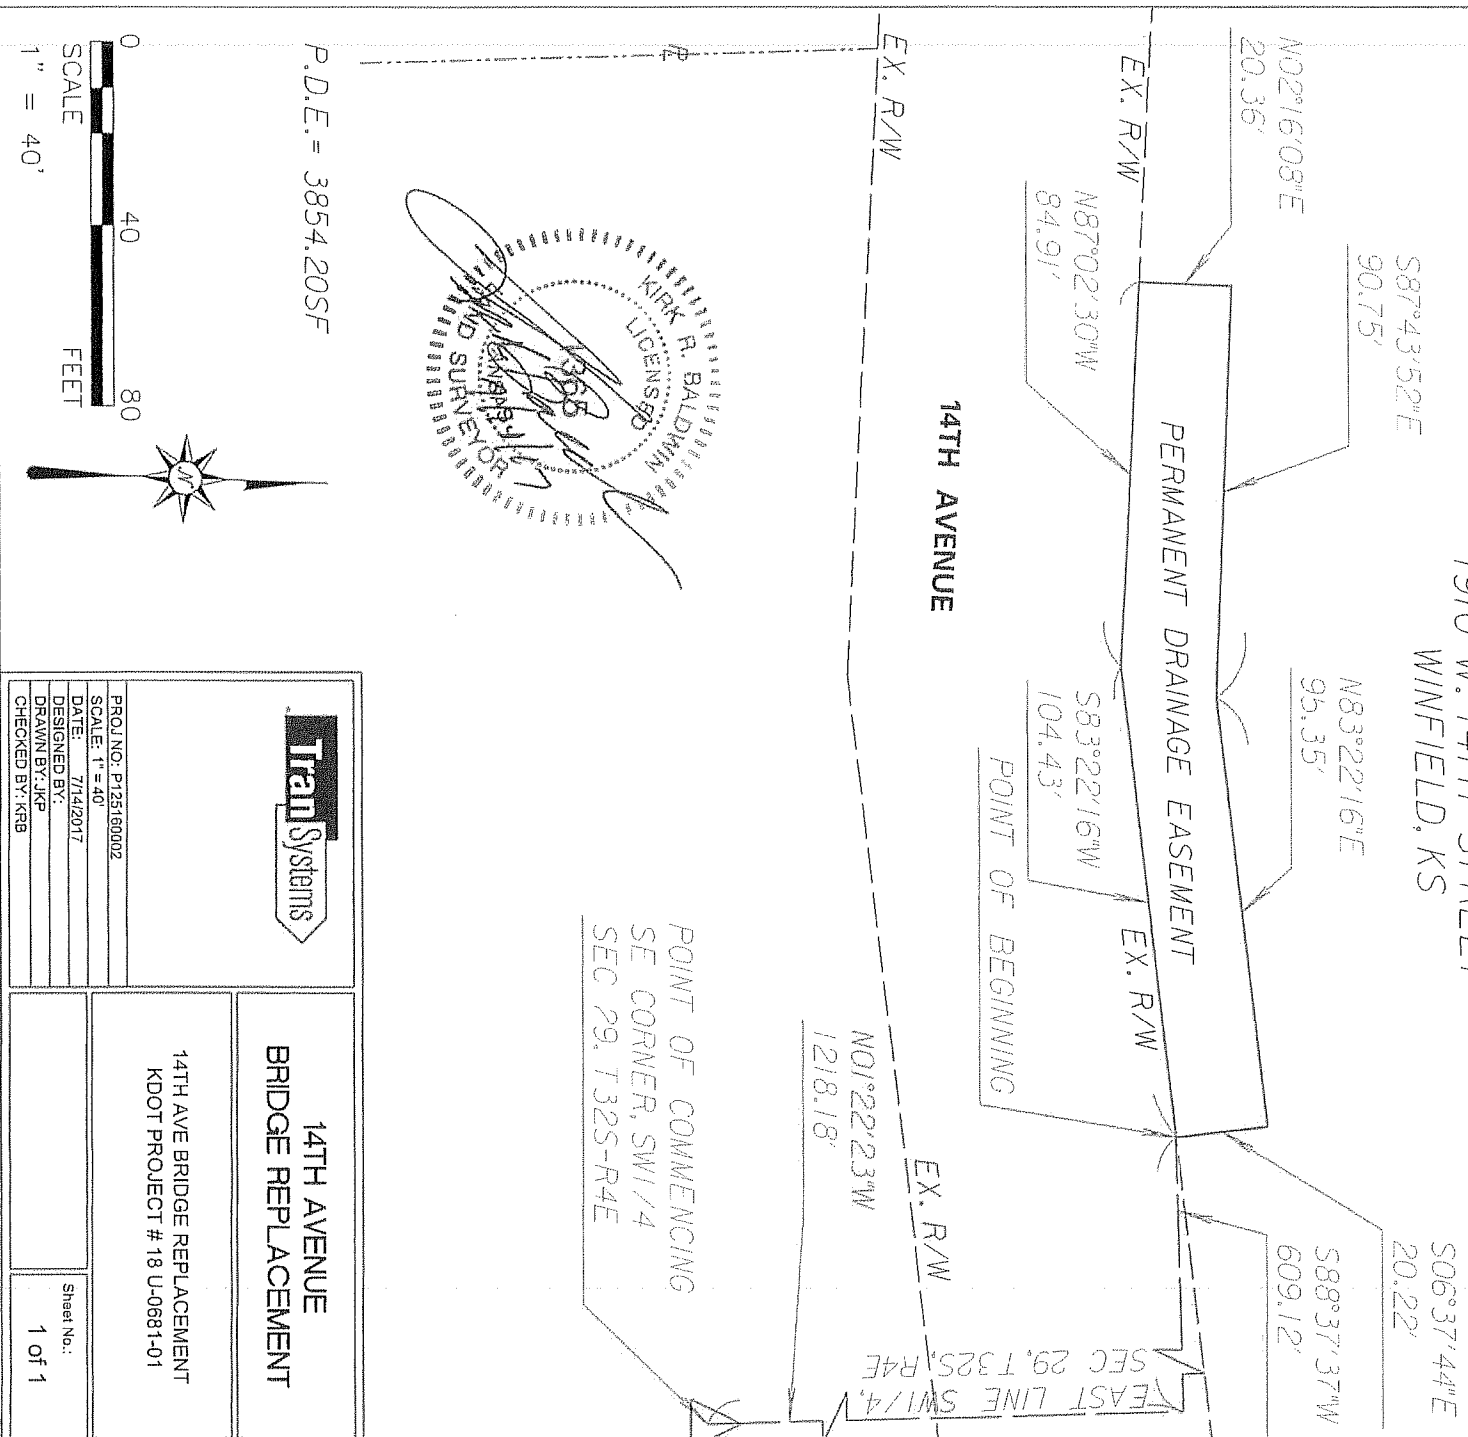 WINFIELD, KS
N02°16'08"E
20.36'
S87°43'52"E
90.75'
N83°22'16"E
95.35'
S06°37'44"E
20.22'
S88°37'37"W
609.12'
EX. R/W
PERMANENT DRAINAGE EASEMENT
EX. R/W
N87°02'30"W
84.91'
S83°22'16"W
104.43'
POINT OF BEGINNING
14TH AVENUE
EX. R/W
EX. R/W
EAST LINE SW1/4,
SEC 29, T32S, R4E
N01°22'23"W
1218.18'
POINT OF COMMENCING
SE CORNER, SW1/4
SEC 29, T32S-R4E
PL
KIRK R. BALDWIN
LICENSED
1365
KANSAS
LAND SURVEYOR
P.D.E. = 3854.20SF
0 40 80
SCALE FEET
1" = 40'
N
TranSystems
PROJ NO: P125160002
SCALE: 1" = 40'
DATE: 7/14/2017
DESIGNED BY:
DRAWN BY: JKP
CHECKED BY: KRB
14TH AVENUE
BRIDGE REPLACEMENT
14TH AVE BRIDGE REPLACEMENT
KDOT PROJECT # 18 U-0681-01
Sheet No.:
1 of 1